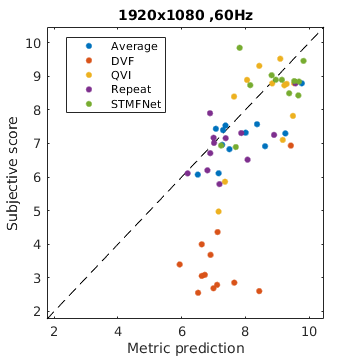 1920x1080 ,60Hz
10
9
8
7
6
5
4
3
2
Subjective score
Average
DVF
QVI
Repeat
STMFNet
2 4 6 8 10
Metric prediction